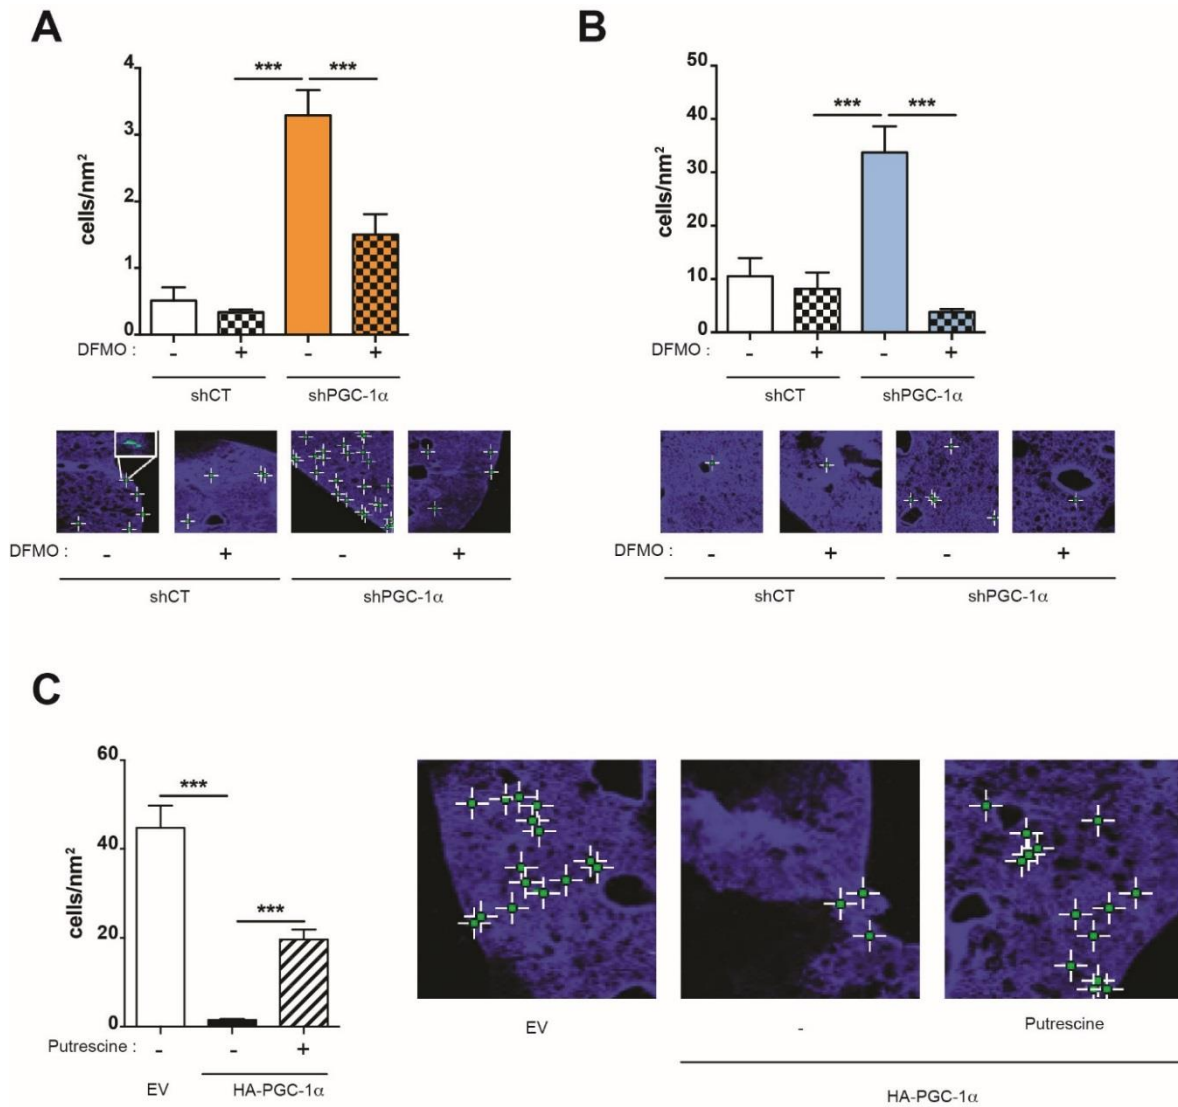 A
4
3
2
1
0
cells/nm²
*** ***
DFMO : - + - +
shCT shPGC-1α
DFMO : - + - +
shCT shPGC-1α
B
50
40
30
20
10
0
cells/nm²
*** ***
DFMO : - + - +
shCT shPGC-1α
DFMO : - + - +
shCT shPGC-1α
C
60
40
20
0
cells/nm²
***
***
Putrescine : - - +
EV HA-PGC-1α
EV - Putrescine
HA-PGC-1α